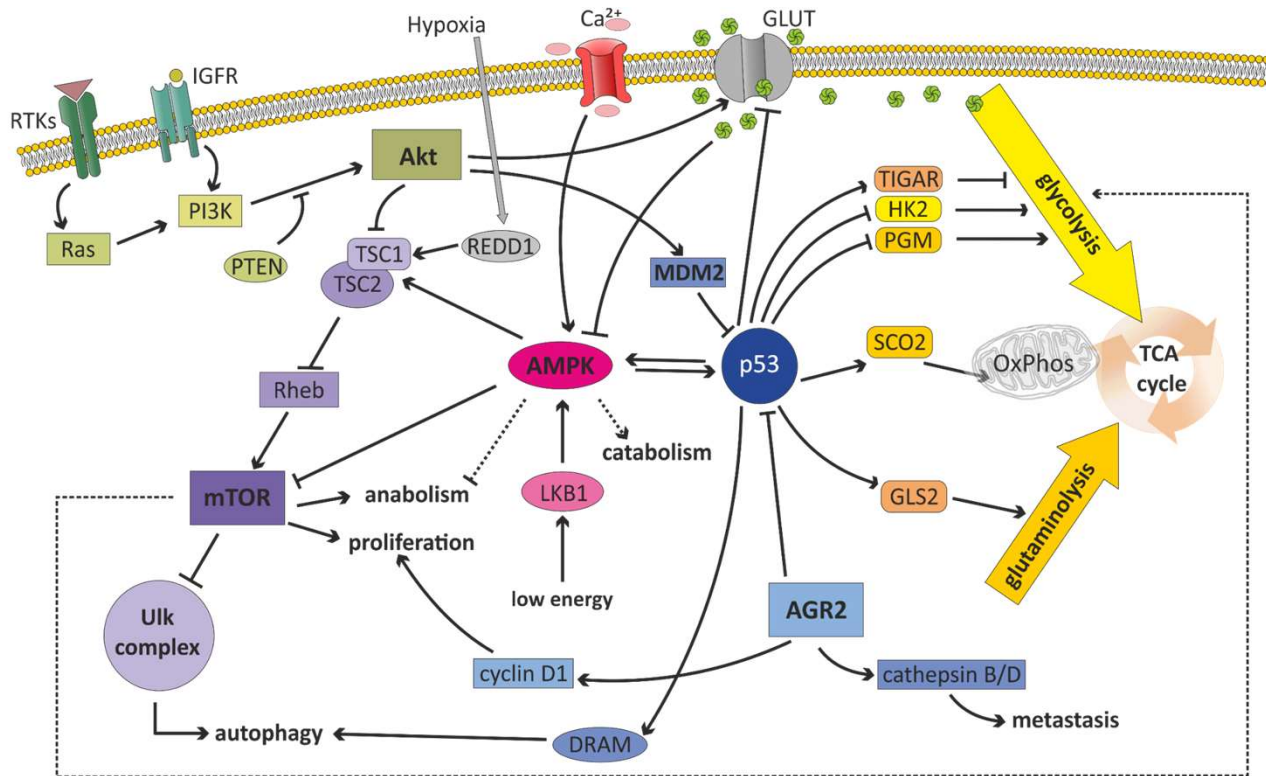 Hypoxia
Ca²⁺
GLUT
IGFR
RTKs
Akt
PI3K
Ras
PTEN
TSC1
TSC2
REDD1
MDM2
TIGAR
HK2
PGM
glycolysis
AMPK
p53
SCO2
OxPhos
TCA
cycle
Rheb
catabolism
mTOR
anabolism
LKB1
GLS2
glutaminolysis
proliferation
low energy
AGR2
Ulk
complex
cyclin D1
cathepsin B/D
metastasis
autophagy
DRAM